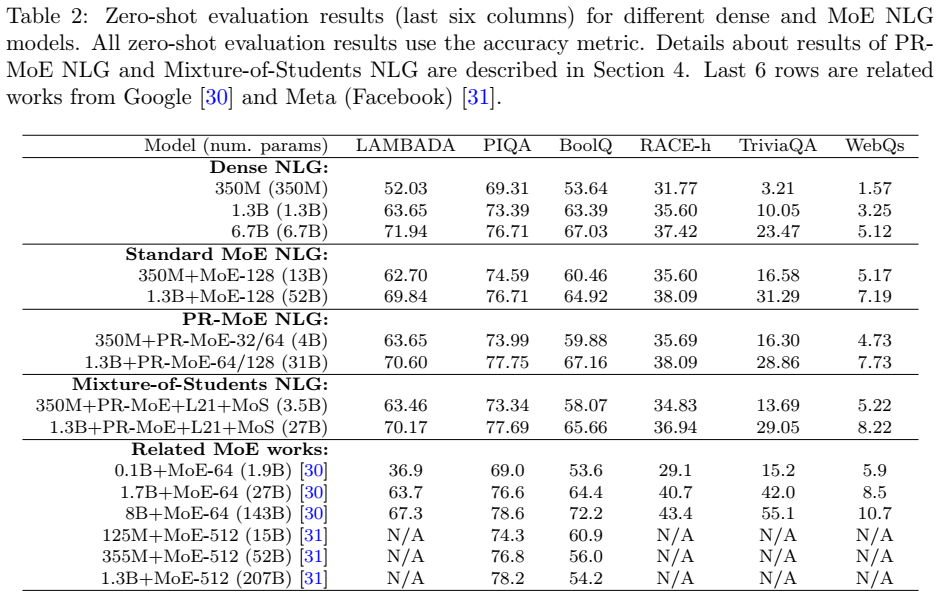 Table 2: Zero-shot evaluation results (last six columns) for different dense and MoE NLG
models. All zero-shot evaluation results use the accuracy metric. Details about results of PR-
MoE NLG and Mixture-of-Students NLG are described in Section 4. Last 6 rows are related
works from Google [30] and Meta (Facebook) [31].
Model (num. params) LAMBADA PIQA BoolQ RACE-h TriviaQA WebQs
Dense NLG:
350M (350M) 52.03 69.31 53.64 31.77 3.21 1.57
1.3B (1.3B) 63.65 73.39 63.39 35.60 10.05 3.25
6.7B (6.7B) 71.94 76.71 67.03 37.42 23.47 5.12
Standard MoE NLG:
350M+MoE-128 (13B) 62.70 74.59 60.46 35.60 16.58 5.17
1.3B+MoE-128 (52B) 69.84 76.71 64.92 38.09 31.29 7.19
PR-MoE NLG:
350M+PR-MoE-32/64 (4B) 63.65 73.99 59.88 35.69 16.30 4.73
1.3B+PR-MoE-64/128 (31B) 70.60 77.75 67.16 38.09 28.86 7.73
Mixture-of-Students NLG:
350M+PR-MoE+L21+MoS (3.5B) 63.46 73.34 58.07 34.83 13.69 5.22
1.3B+PR-MoE+L21+MoS (27B) 70.17 77.69 65.66 36.94 29.05 8.22
Related MoE works:
0.1B+MoE-64 (1.9B) [30] 36.9 69.0 53.6 29.1 15.2 5.9
1.7B+MoE-64 (27B) [30] 63.7 76.6 64.4 40.7 42.0 8.5
8B+MoE-64 (143B) [30] 67.3 78.6 72.2 43.4 55.1 10.7
125M+MoE-512 (15B) [31] N/A 74.3 60.9 N/A N/A N/A
355M+MoE-512 (52B) [31] N/A 76.8 56.0 N/A N/A N/A
1.3B+MoE-512 (207B) [31] N/A 78.2 54.2 N/A N/A N/A